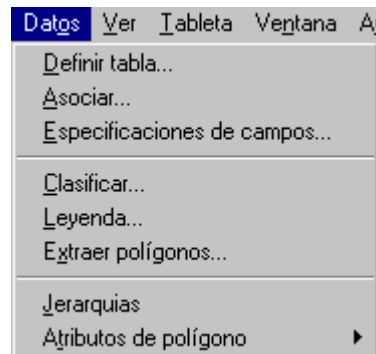 Datos Ver Tableta Ventana
Definir tabla...
Asociar...
Especificaciones de campos...
Clasificar...
Leyenda...
Extraer polígonos...
Jerarquias
Atributos de polígono